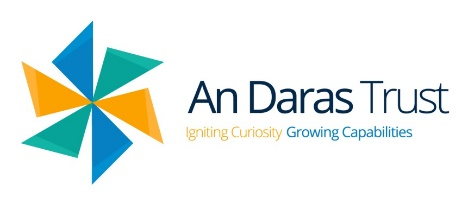 An Daras Trust
Igniting Curiosity Growing Capabilities